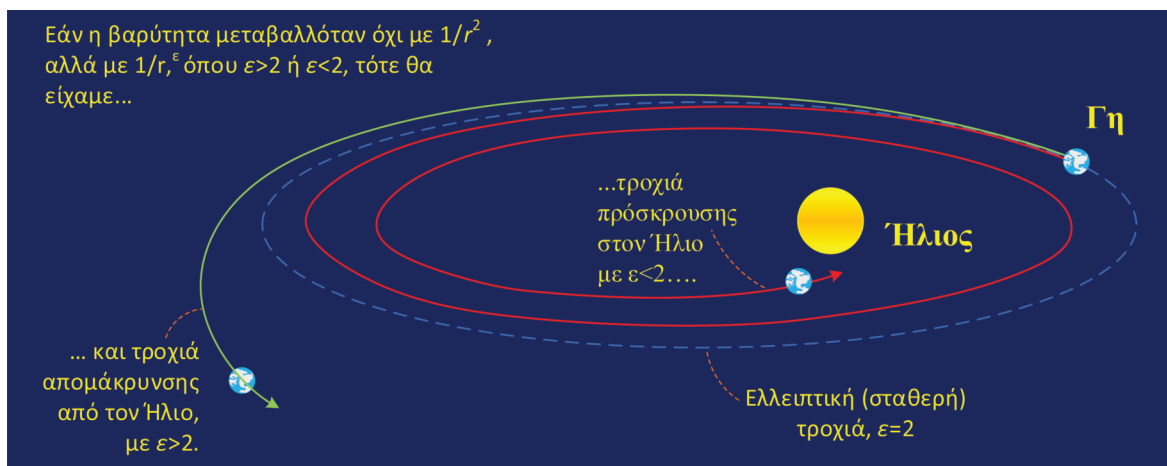 Εάν η βαρύτητα μεταβαλλόταν όχι με 1/r² ,
αλλά με 1/r,ᵋ όπου ε>2 ή ε<2, τότε θα
είχαμε...
Γη
...τροχιά
πρόσκρουσης
στον Ήλιο
με ε<2....
Ήλιος
... και τροχιά
απομάκρυνσης
από τον Ήλιο,
με ε>2.
Ελλειπτική (σταθερή)
τροχιά, ε=2